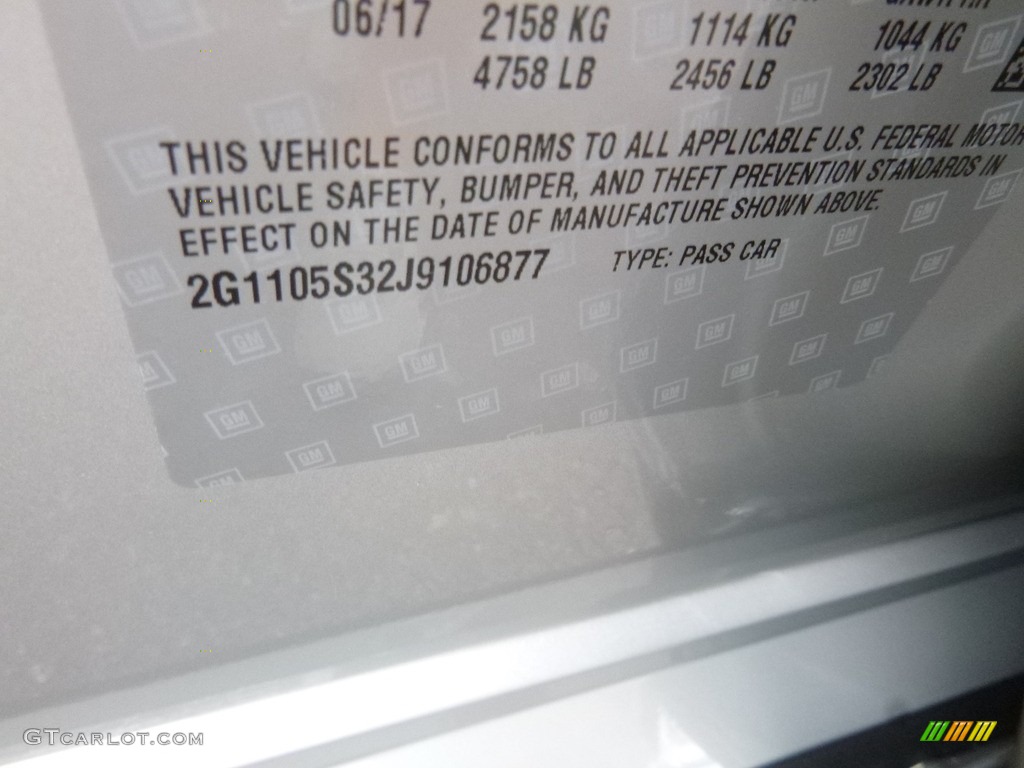 06/17 2158 KG 1114 KG 1044 KG
4758 LB 2456 LB 2302 LB
THIS VEHICLE CONFORMS TO ALL APPLICABLE U.S. FEDERAL MOTOR
VEHICLE SAFETY, BUMPER, AND THEFT PREVENTION STANDARDS IN
EFFECT ON THE DATE OF MANUFACTURE SHOWN ABOVE.
2G1105S32J9106877 TYPE: PASS CAR
GTCARLOT.COM